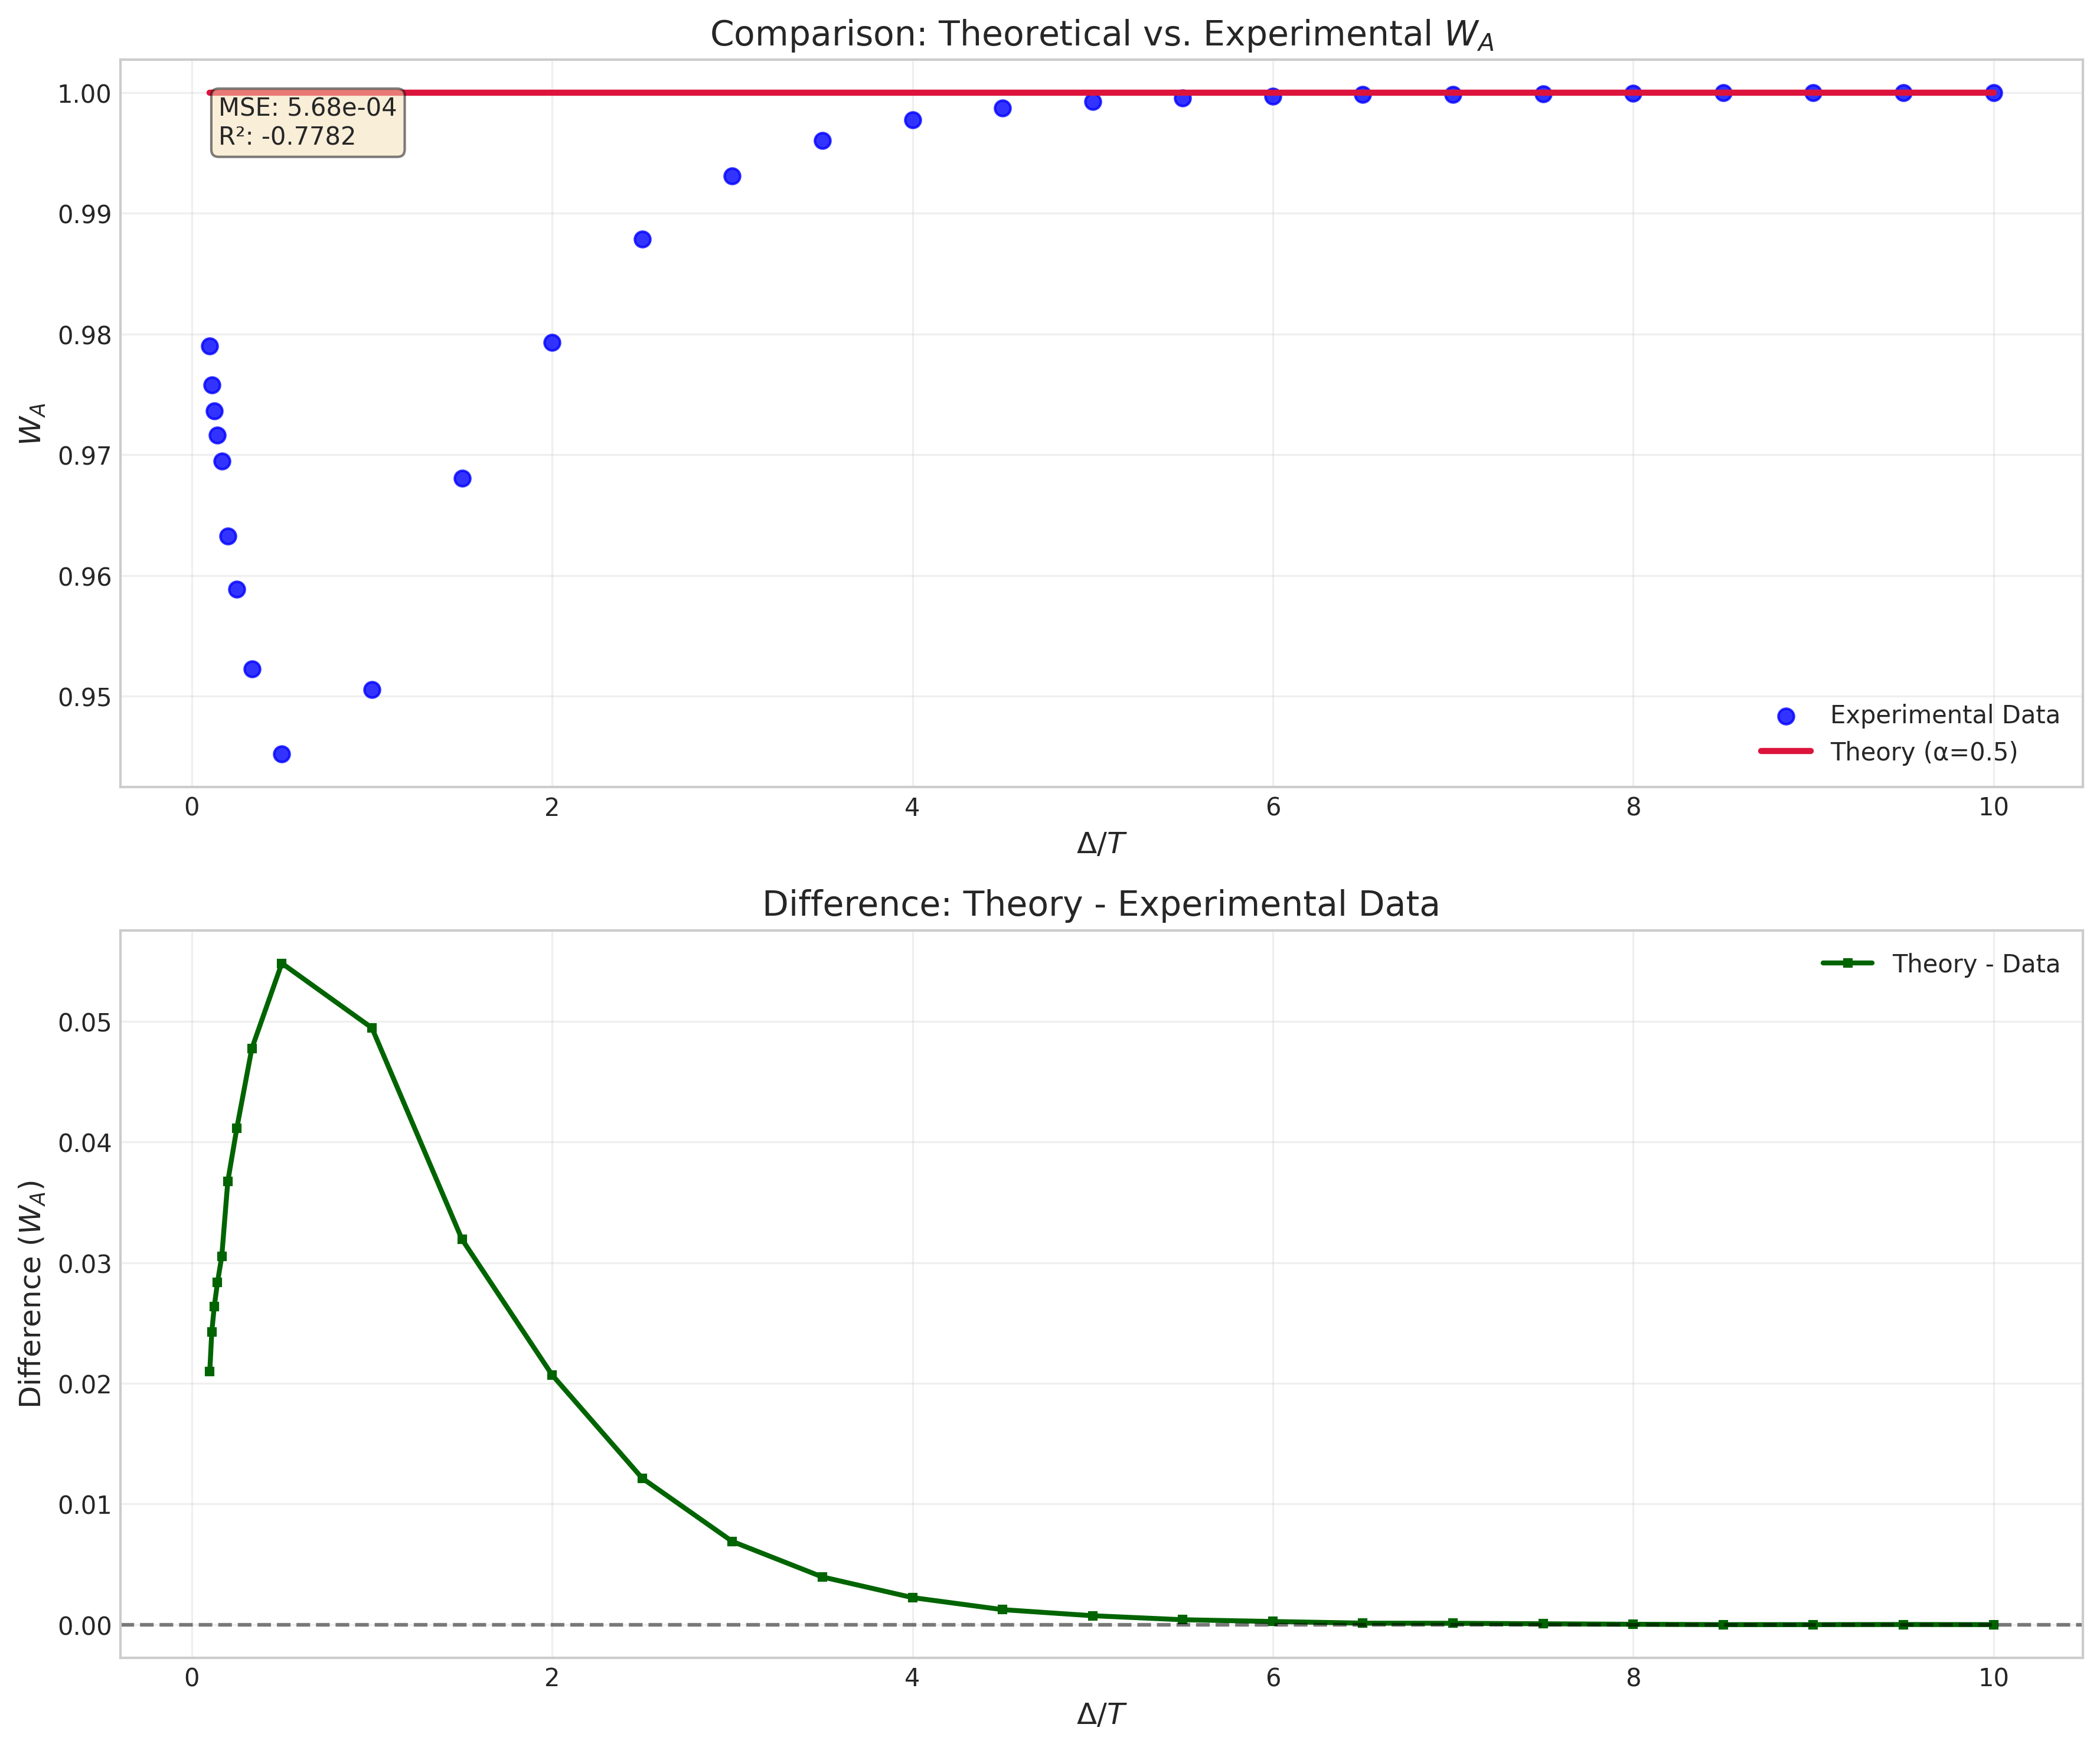 Comparison: Theoretical vs. Experimental W_A
1.00
0.99
0.98
0.97
0.96
0.95
W_A
MSE: 5.68e-04
R²: -0.7782
Experimental Data
Theory (α=0.5)
0 2 4 6 8 10
Δ/T
Difference: Theory - Experimental Data
Theory - Data
0.05
0.04
0.03
0.02
0.01
0.00
Difference (W_A)
0 2 4 6 8 10
Δ/T